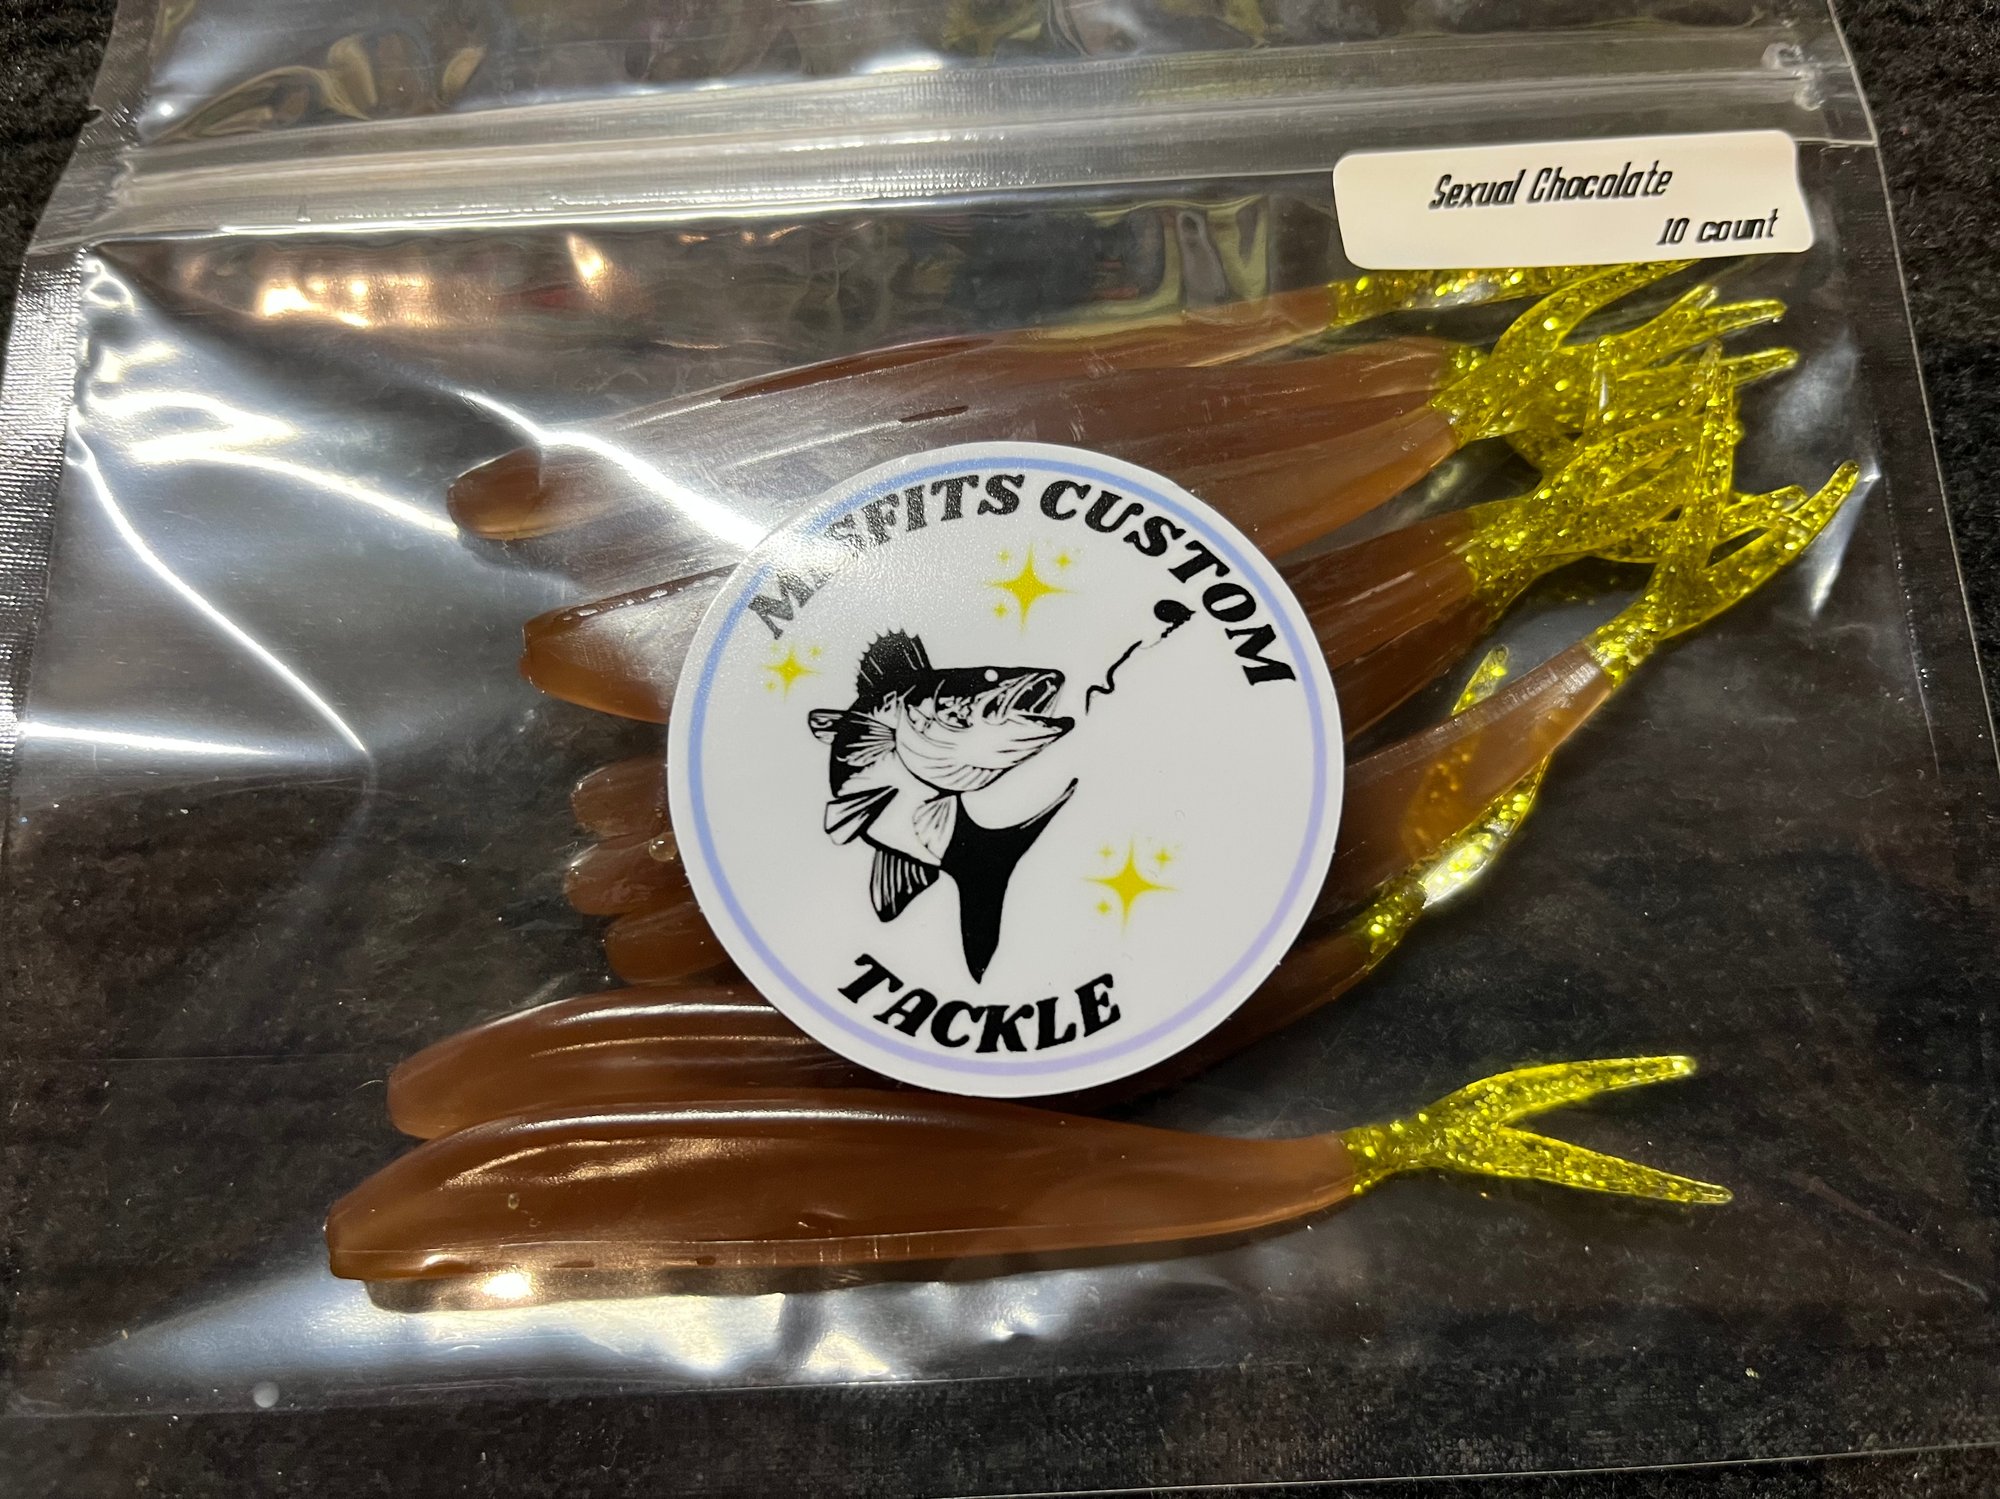 Sexual Chocolate
10 count
MISFITS CUSTOM
TACKLE